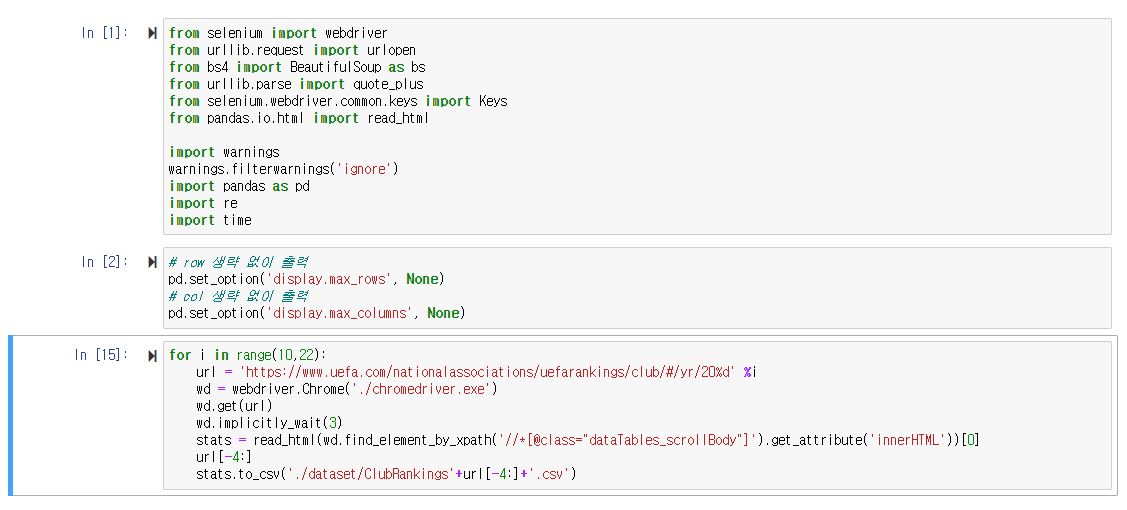 In [1]:
from selenium import webdriver
from urllib.request import urlopen
from bs4 import BeautifulSoup as bs
from urllib.parse import quote_plus
from selenium.webdriver.common.keys import Keys
from pandas.io.html import read_html
import warnings
warnings.filterwarnings('ignore')
import pandas as pd
import re
import time
In [2]:
# row 생략 없이 출력
pd.set_option('display.max_rows', None)
# col 생략 없이 출력
pd.set_option('display.max_columns', None)
In [15]:
for i in range(10,22):
url = 'https://www.uefa.com/nationalassociations/uefarankings/club/#/yr/20%d' %i
wd = webdriver.Chrome('./chromedriver.exe')
wd.get(url)
wd.implicitly_wait(3)
stats = read_html(wd.find_element_by_xpath('//*[@class="dataTables_scrollBody"]').get_attribute('innerHTML'))[0]
url[-4:]
stats.to_csv('./dataset/ClubRankings'+url[-4:]+'.csv')